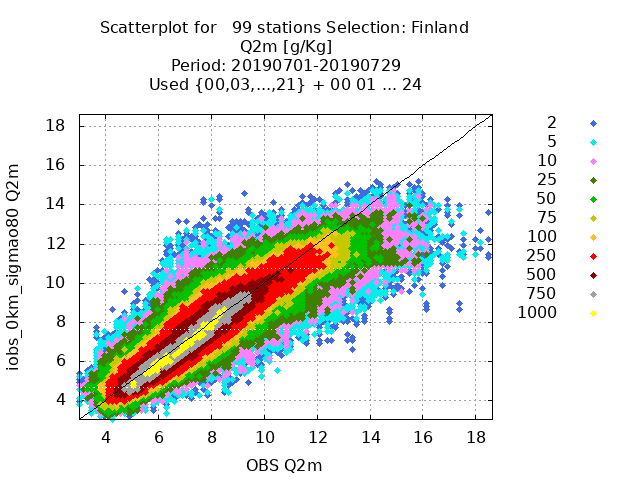 Scatterplot for   99 stations Selection: Finland
Q2m [g/Kg]
Period: 20190701-20190729
Used {00,03,...,21} + 00 01 ... 24
iobs_0km_sigmao80 Q2m
18
16
14
12
10
8
6
4
4 6 8 10 12 14 16 18
OBS Q2m
2
5
10
25
50
75
100
250
500
750
1000